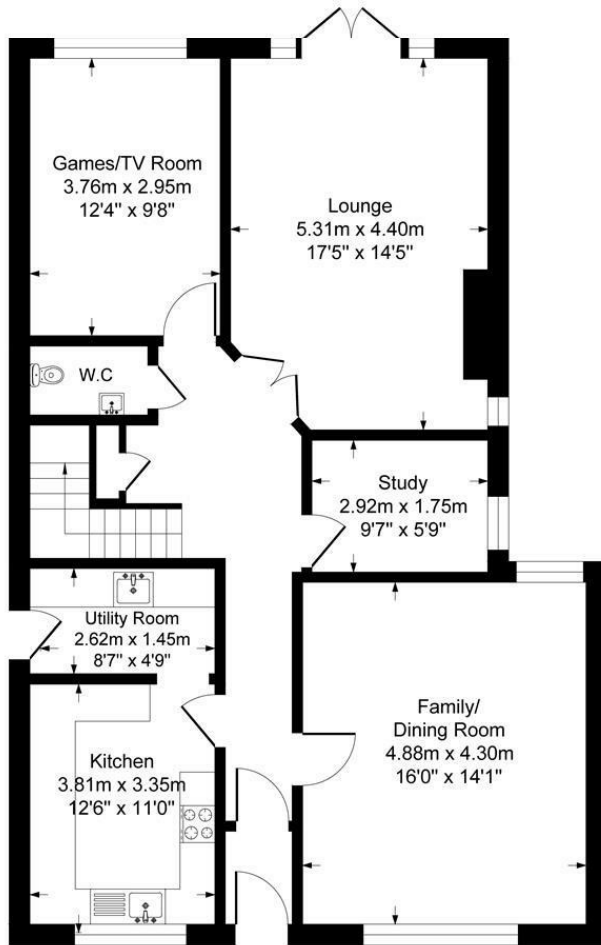 Games/TV Room
3.76m x 2.95m
12'4" x 9'8"
Lounge
5.31m x 4.40m
17'5" x 14'5"
W.C
Study
2.92m x 1.75m
9'7" x 5'9"
Utility Room
2.62m x 1.45m
8'7" x 4'9"
Family/
Dining Room
4.88m x 4.30m
16'0" x 14'1"
Kitchen
3.81m x 3.35m
12'6" x 11'0"